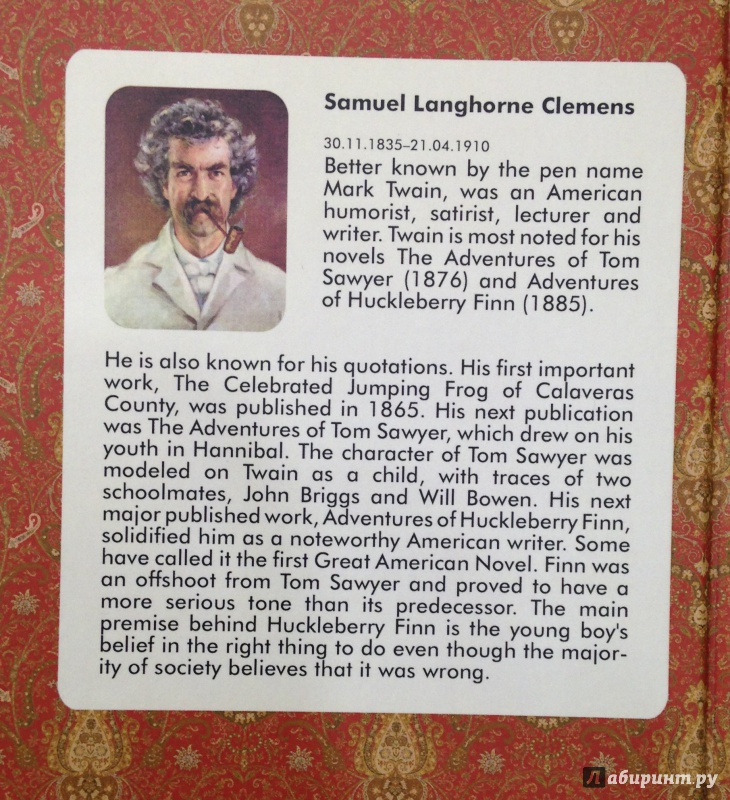 Samuel Langhorne Clemens
30.11.1835–21.04.1910
Better known by the pen name
Mark Twain, was an American
humorist, satirist, lecturer and
writer. Twain is most noted for his
novels The Adventures of Tom
Sawyer (1876) and Adventures
of Huckleberry Finn (1885).
He is also known for his quotations. His first important
work, The Celebrated Jumping Frog of Calaveras
County, was published in 1865. His next publication
was The Adventures of Tom Sawyer, which drew on his
youth in Hannibal. The character of Tom Sawyer was
modeled on Twain as a child, with traces of two
schoolmates, John Briggs and Will Bowen. His next
major published work, Adventures of Huckleberry Finn,
solidified him as a noteworthy American writer. Some
have called it the first Great American Novel. Finn was
an offshoot from Tom Sawyer and proved to have a
more serious tone than its predecessor. The main
premise behind Huckleberry Finn is the young boy's
belief in the right thing to do even though the major-
ity of society believes that it was wrong.
Лабиринт.ру